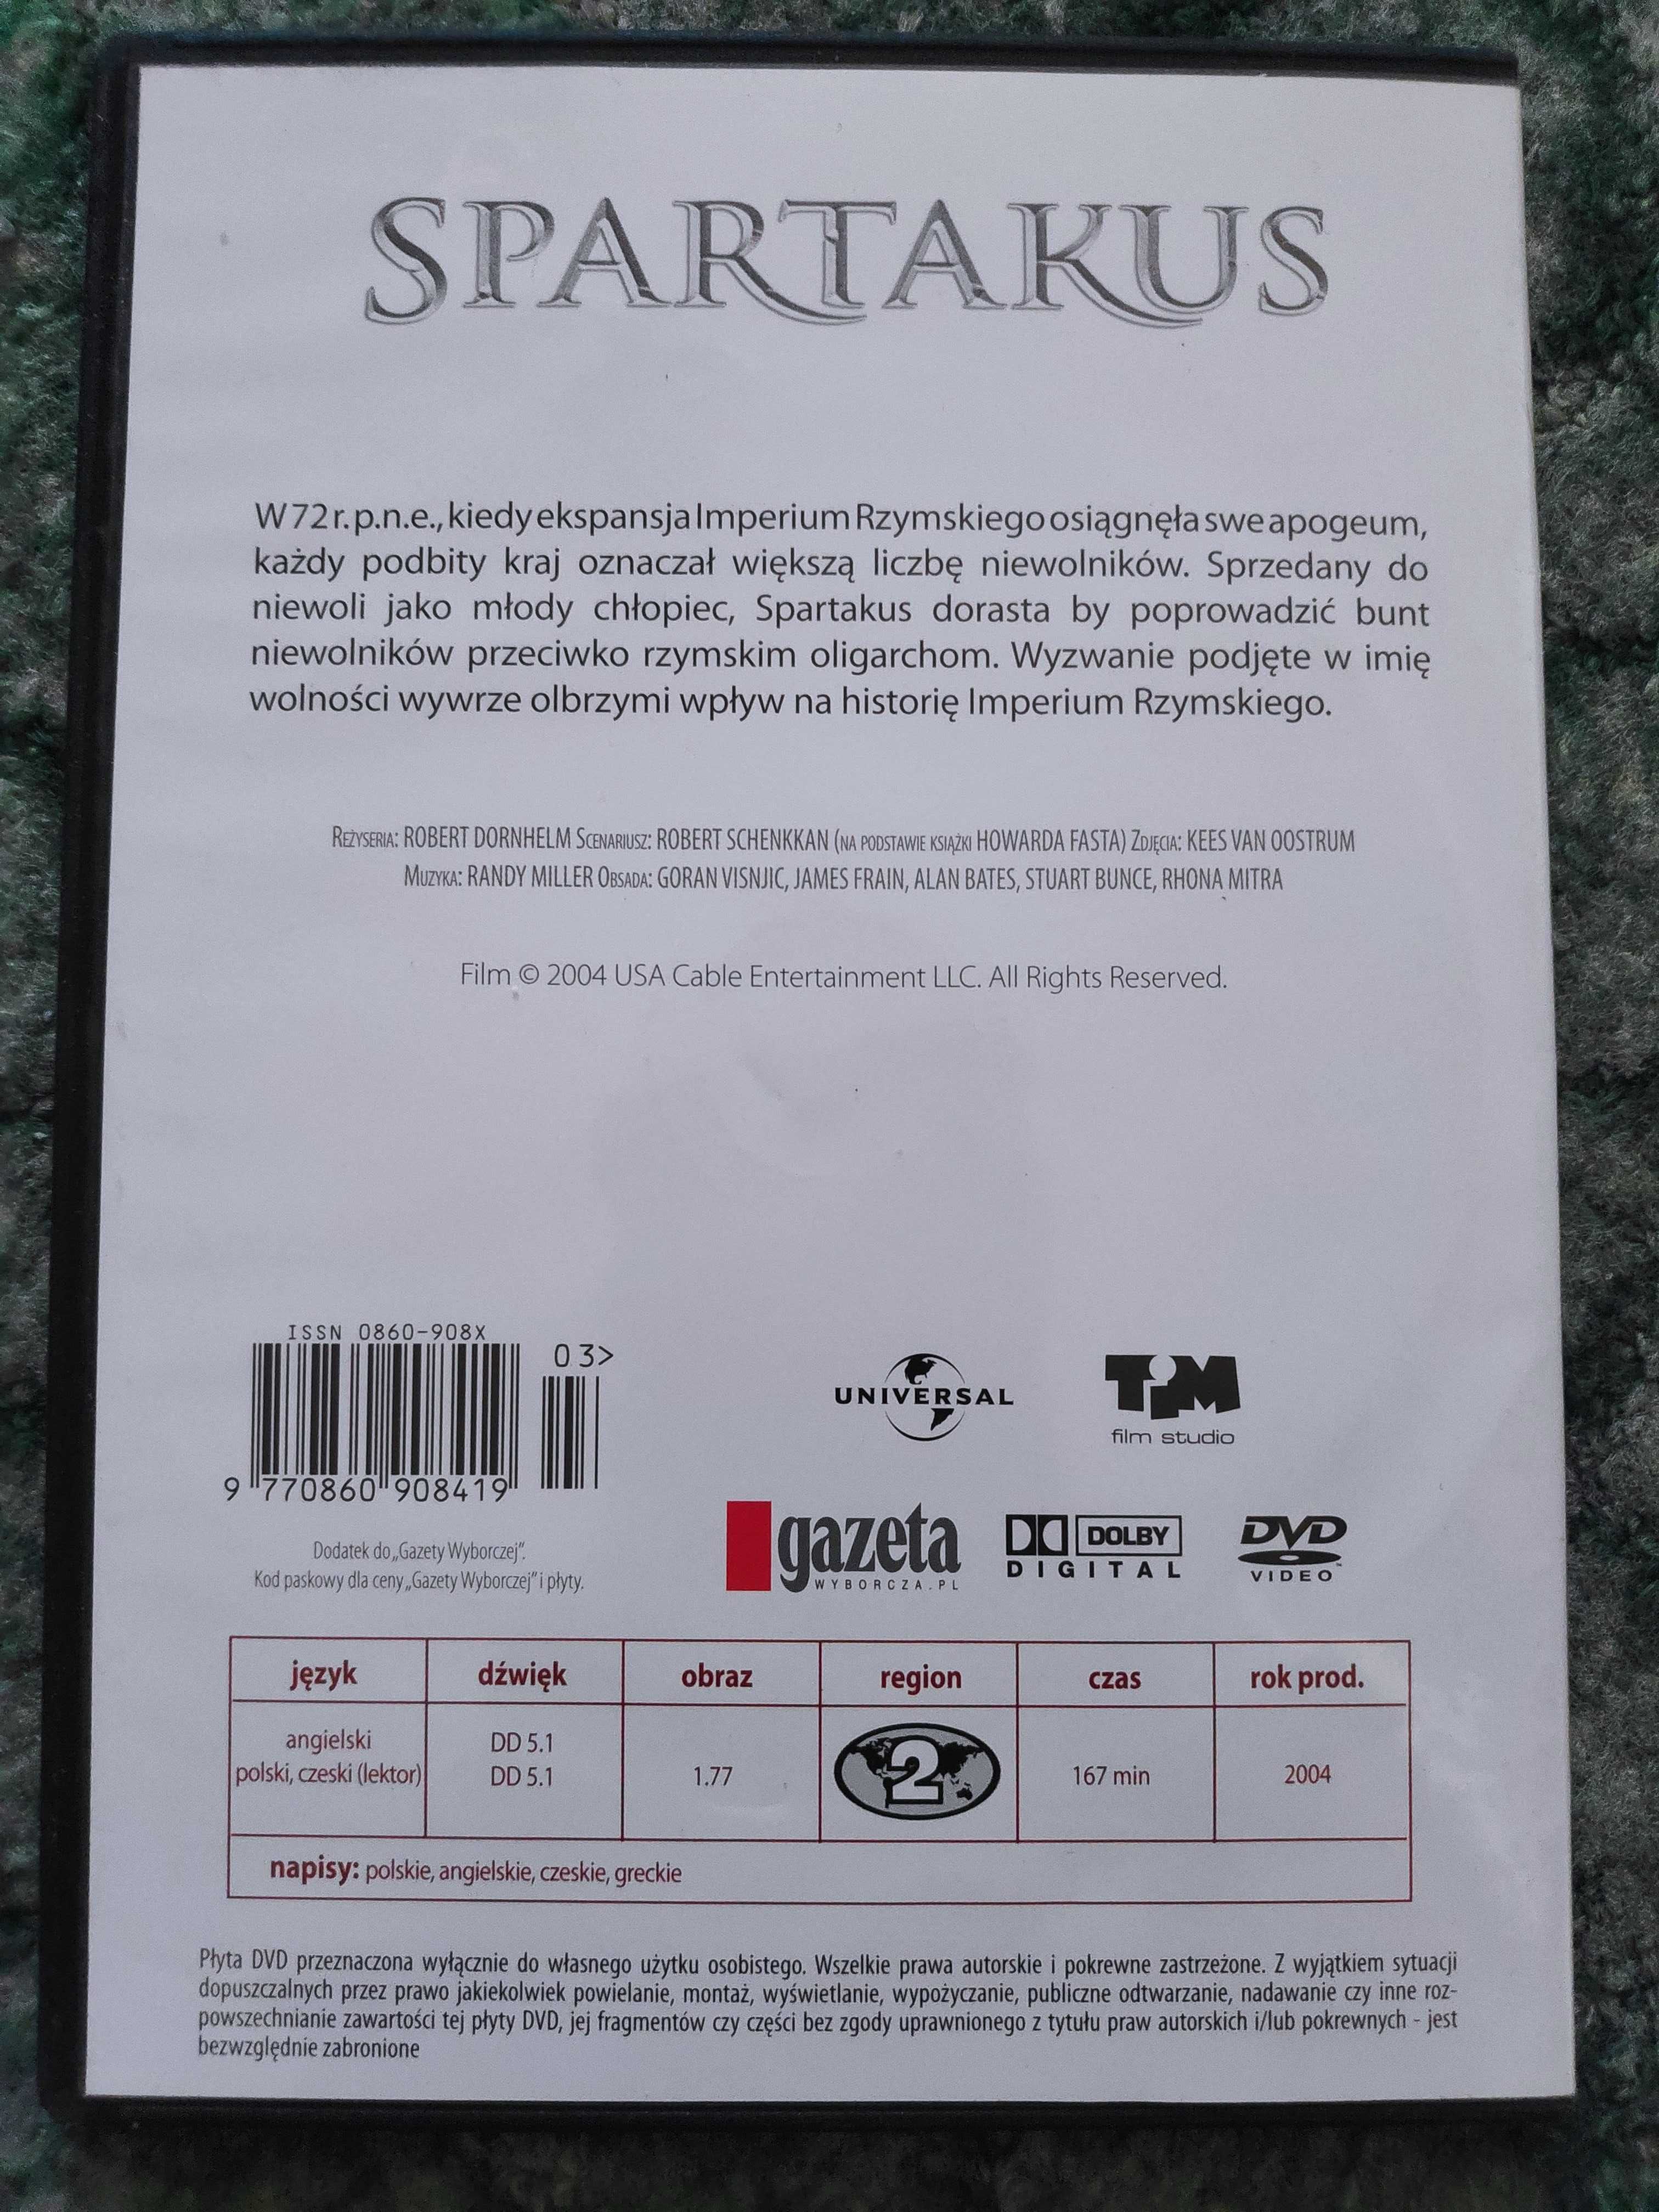 SPARTAKUS
W 72 r. p.n.e., kiedy ekspansja Imperium Rzymskiego osiągnęła swe apogeum,
każdy podbity kraj oznaczał większą liczbę niewolników. Sprzedany do
niewoli jako młody chłopiec, Spartakus dorasta by poprowadzić bunt
niewolników przeciwko rzymskim oligarchom. Wyzwanie podjęte w imię
wolności wywrze olbrzymi wpływ na historię Imperium Rzymskiego.
Reżyseria: ROBERT DORNHELM Scenariusz: ROBERT SCHENKKAN (na podstawie książki HOWARDA FASTA) Zdjęcia: KEES VAN OOSTRUM
Muzyka: RANDY MILLER Obsada: GORAN VISNJIC, JAMES FRAIN, ALAN BATES, STUART BUNCE, RHONA MITRA
Film © 2004 USA Cable Entertainment LLC. All Rights Reserved.
ISSN 0860-908X
03>
9 770860 908419
Dodatek do „Gazety Wyborczej".
Kod paskowy dla ceny „Gazety Wyborczej" i płyty.
UNIVERSAL
TiM
film studio
gazeta
WYBORCZA.PL
DOLBY
DIGITAL
DVD
VIDEO™
język dźwięk obraz region czas rok prod.
angielski DD 5.1
polski, czeski (lektor) DD 5.1 1.77 2 167 min 2004
napisy: polskie, angielskie, czeskie, greckie
Płyta DVD przeznaczona wyłącznie do własnego użytku osobistego. Wszelkie prawa autorskie i pokrewne zastrzeżone. Z wyjątkiem sytuacji
dopuszczalnych przez prawo jakiekolwiek powielanie, montaż, wyświetlanie, wypożyczanie, publiczne odtwarzanie, nadawanie czy inne roz-
powszechnianie zawartości tej płyty DVD, jej fragmentów czy części bez zgody uprawnionego z tytułu praw autorskich i/lub pokrewnych - jest
bezwzględnie zabronione